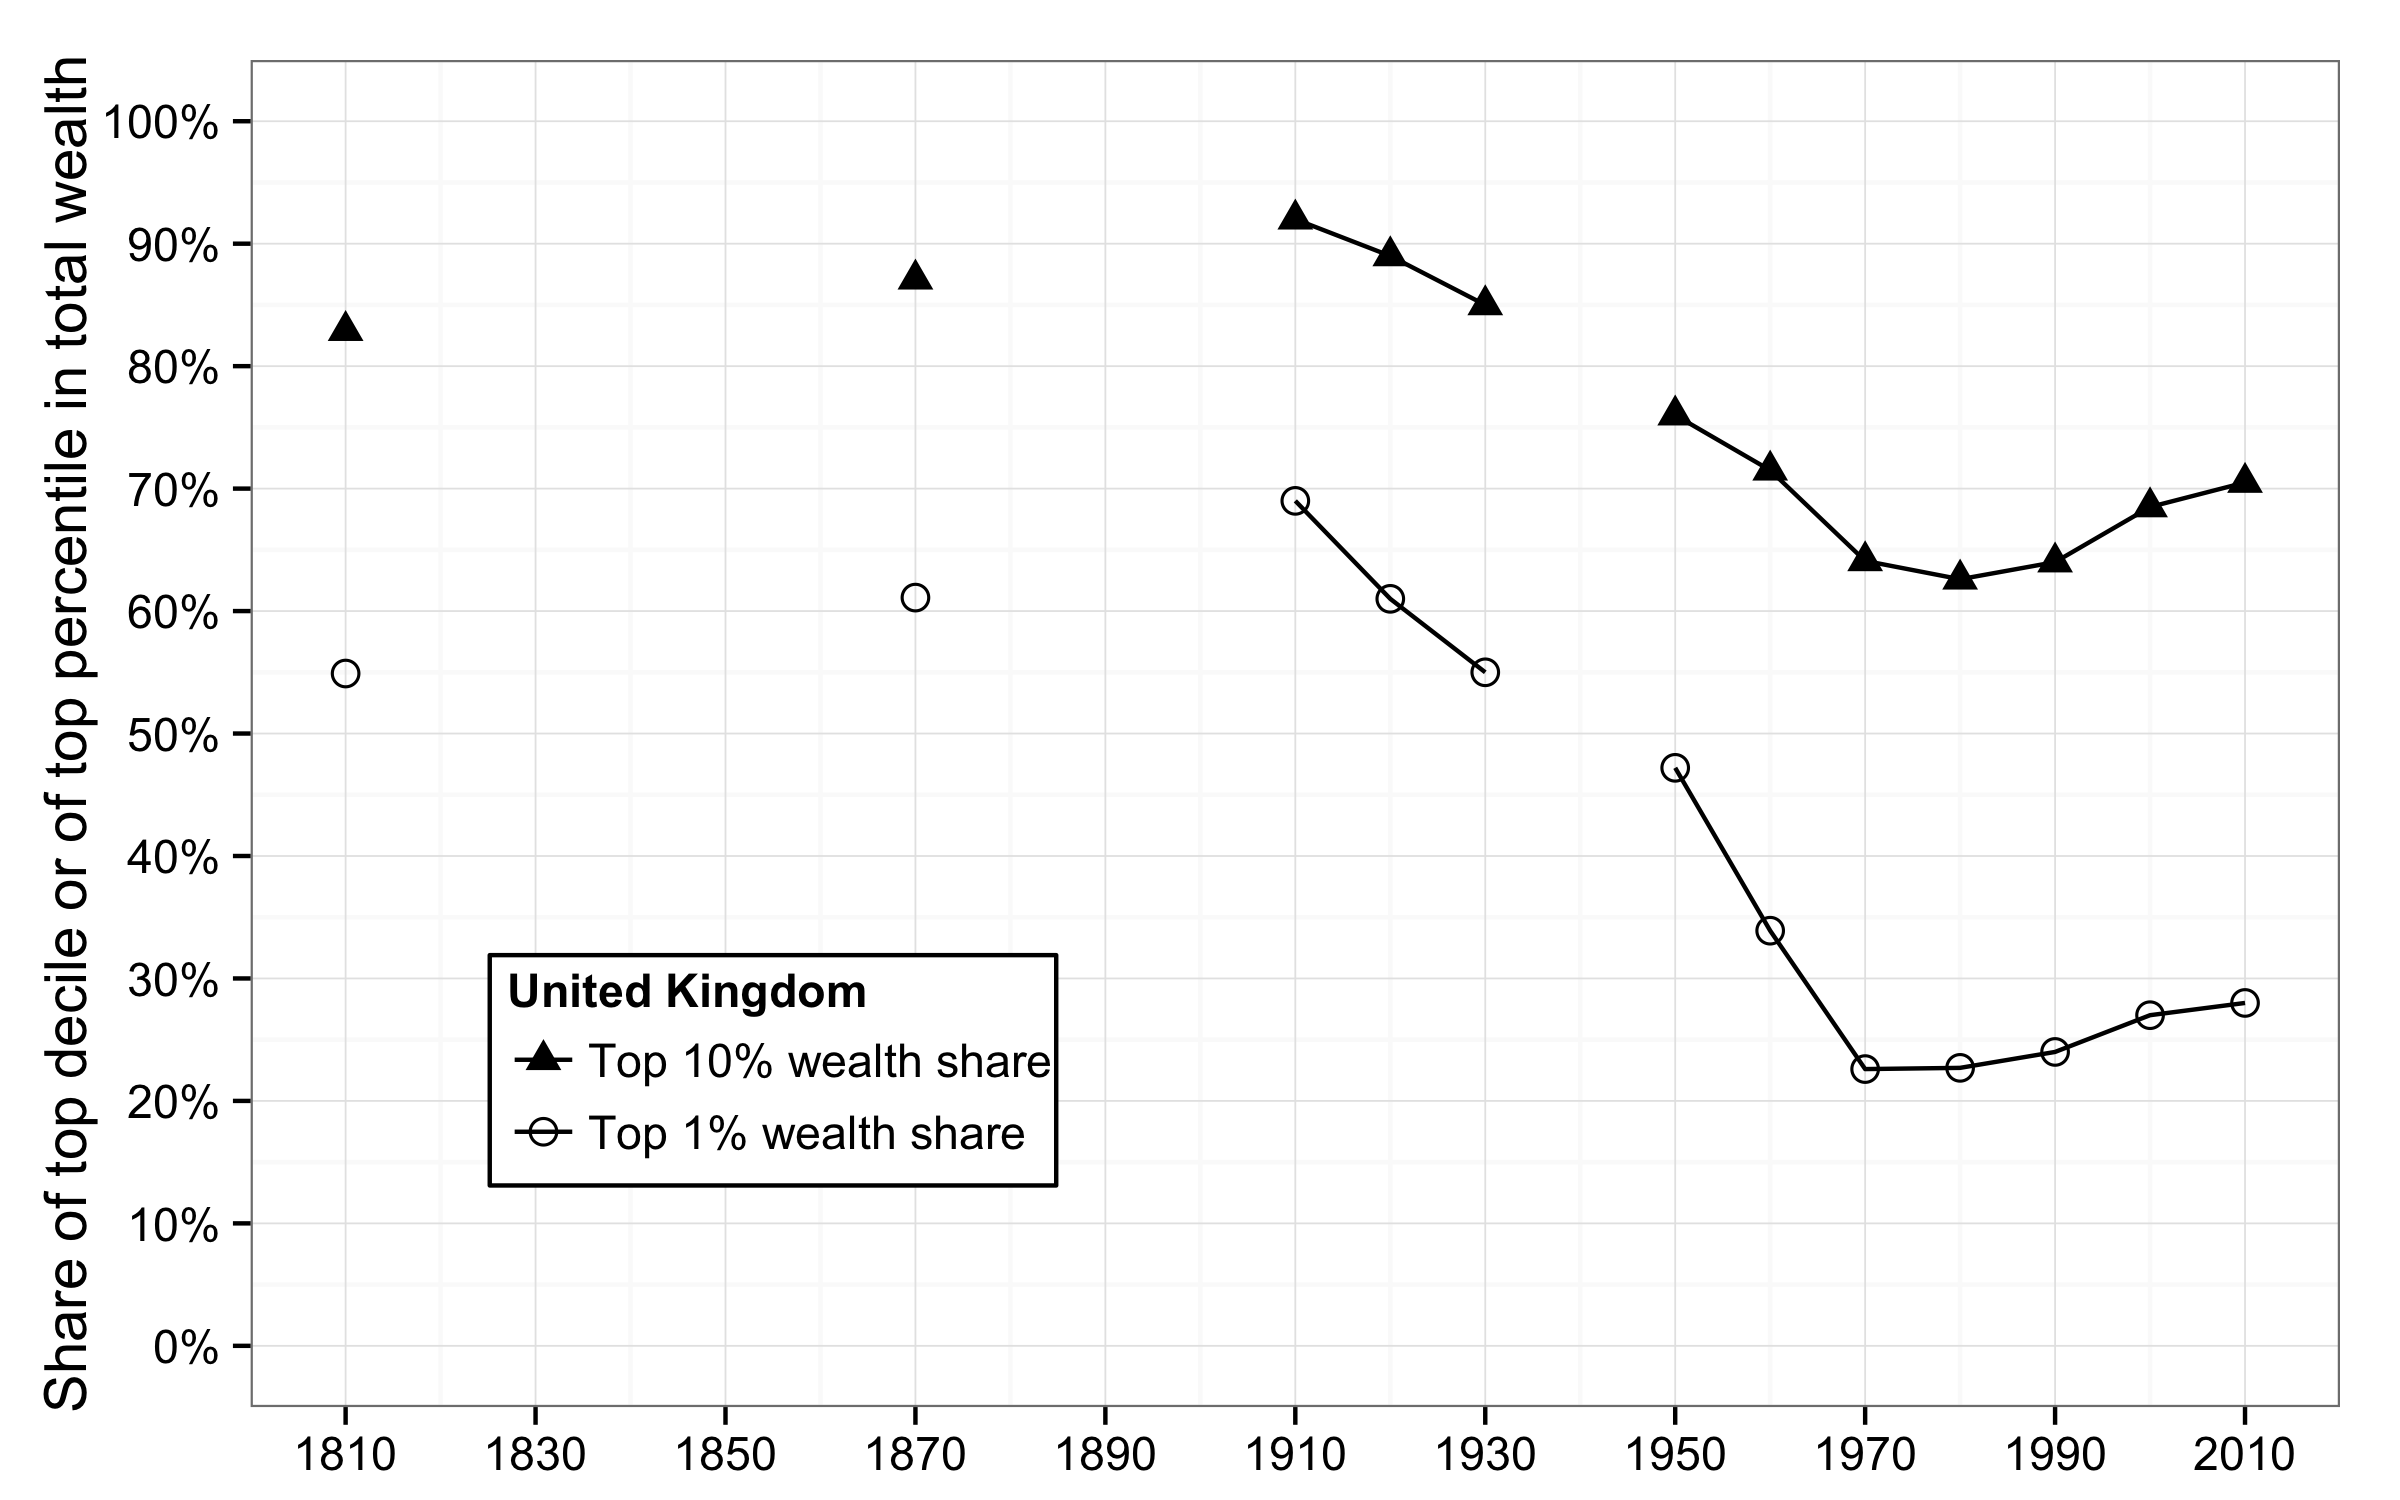 Share of top decile or of top percentile in total wealth
100%
90%
80%
70%
60%
50%
40%
30%
20%
10%
0%
United Kingdom
Top 10% wealth share
Top 1% wealth share
1810 1830 1850 1870 1890 1910 1930 1950 1970 1990 2010